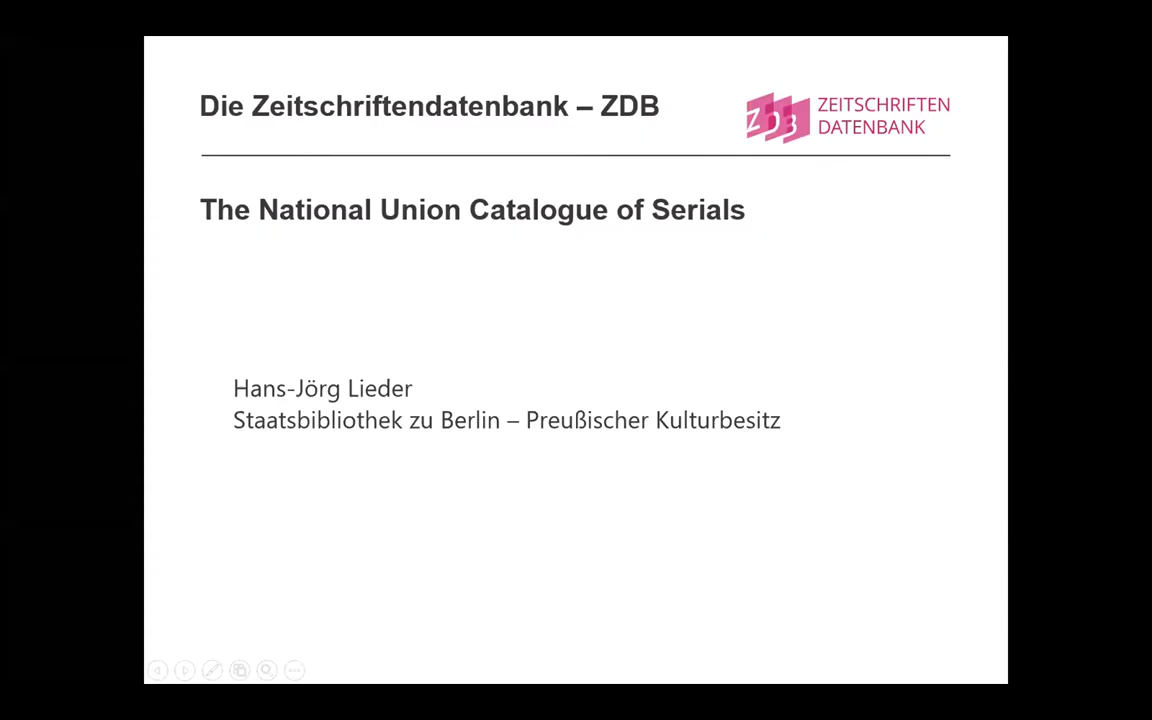 Die Zeitschriftendatenbank – ZDB
ZDB
ZEITSCHRIFTEN
DATENBANK
The National Union Catalogue of Serials
Hans-Jörg Lieder
Staatsbibliothek zu Berlin – Preußischer Kulturbesitz